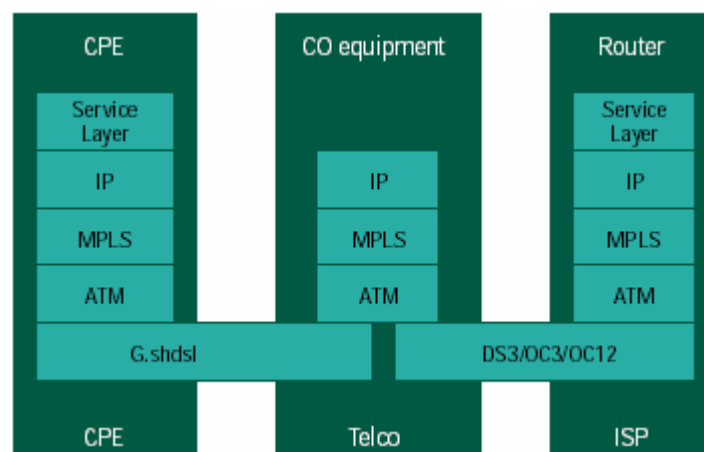 CPE
CO equipment
Router
Service
Layer
Service
Layer
IP
IP
IP
MPLS
MPLS
MPLS
ATM
ATM
ATM
G.shdsl
DS3/OC3/OC12
CPE
Telco
ISP